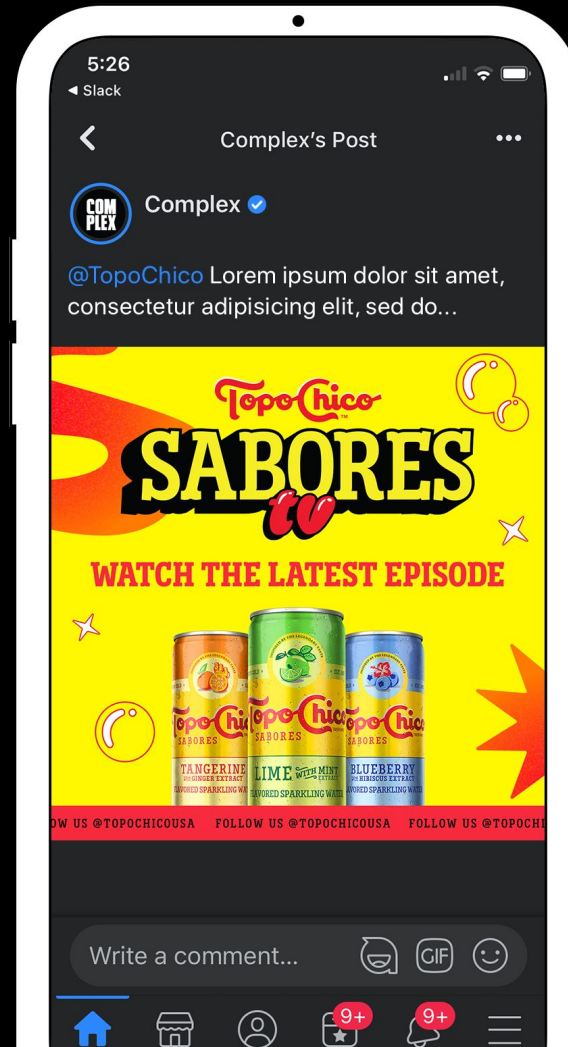 5:26
◀ Slack
Complex's Post
COM
PLEX
Complex
@TopoChico Lorem ipsum dolor sit amet,
consectetur adipisicing elit, sed do...
Topo Chico
SABORES
tv
WATCH THE LATEST EPISODE
Topo Chico
SABORES
TANGERINE
WITH GINGER EXTRACT
FLAVORED SPARKLING WATER
Topo Chico
SABORES
LIME WITH MINT
EXTRACT
FLAVORED SPARKLING WATER
Topo Chico
SABORES
BLUEBERRY
WITH HIBISCUS EXTRACT
FLAVORED SPARKLING WATER
OW US @TOPOCHICOUSA FOLLOW US @TOPOCHICOUSA FOLLOW US @TOPOCHI
Write a comment...
GIF
9+
9+